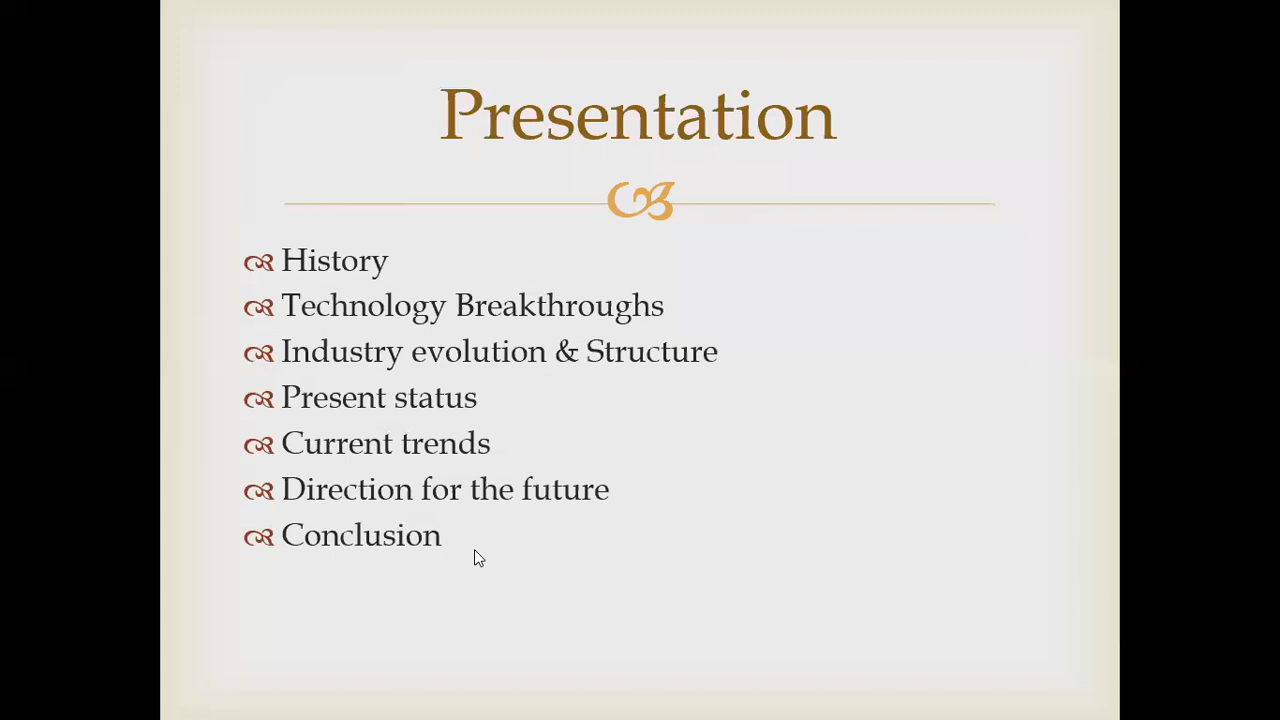 Presentation
History
Technology Breakthroughs
Industry evolution & Structure
Present status
Current trends
Direction for the future
Conclusion